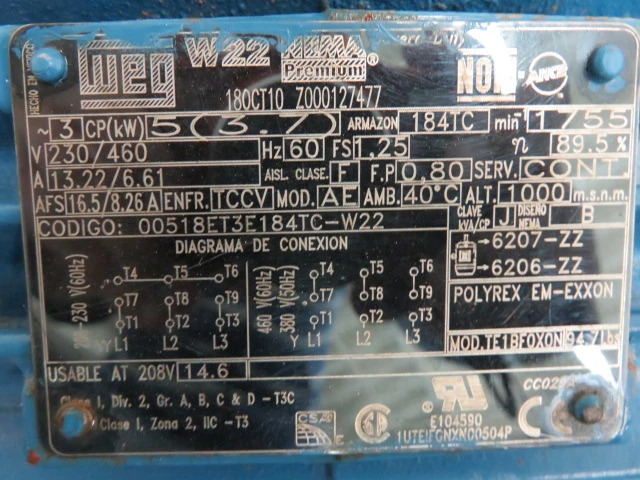 HECHO EN
Weg W22 Premium®
180CT10 Z000127477
NOM ANCE
~ 3 CP(kW) 5(3.7) ARMAZON 184TC min⁻¹ 1755
V 230/460 Hz 60 FS 1.25 η 89.5%
A 13.22/6.61 AISL. CLASE. F F.P 0.80 SERV. CONT
AFS 16.5/8.26 A ENFR. TCCV MOD. AE AMB. 40°C ALT. 1000 m.s.n.m.
CODIGO: 00518ET3E184TC-W22 CLAVE KVA/CP J DISEÑO NEMA B
DIAGRAMA DE CONEXION
→6207-ZZ
→6206-ZZ
T4 T5 T6 T4 T5 T6
T7 T8 T9 T7 T8 T9
T1 T2 T3 T1 T2 T3
YY L1 L2 L3 Y L1 L2 L3
230 V(60Hz)
460 V(60Hz)
380 V(50Hz)
POLYREX EM-EXXON
MOD.TE1BF0X0N 94.7Lbs
USABLE AT 208V 14.6
Class I, Div. 2, Gr. A, B, C & D - T3C
Class I, Zona 2, IIC - T3
CSA E
E104590